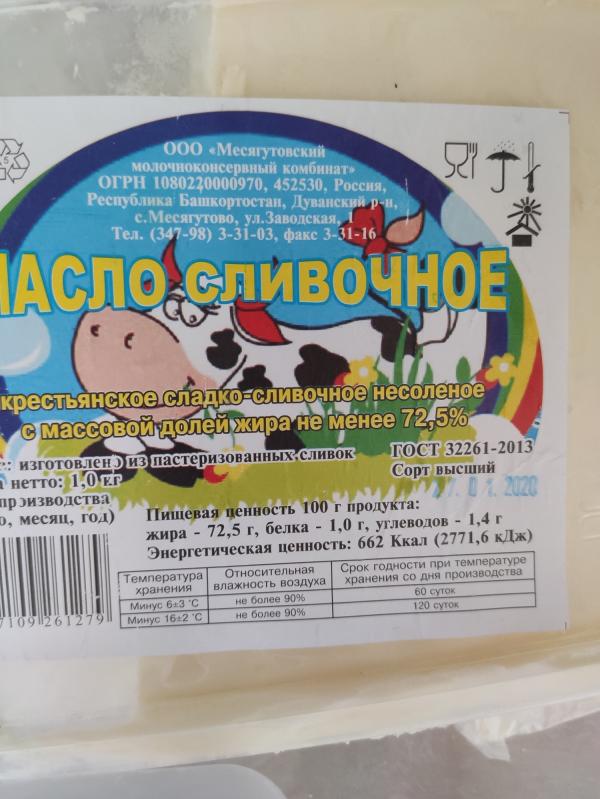 5
ООО «Месягутовский
молочноконсервный комбинат»
ОГРН 1080220000970, 452530, Россия,
Республика Башкортостан, Дуванский р-н,
с.Месягутово, ул.Заводская, 1
Тел. (347-98) 3-31-03, факс 3-31-16
МАСЛО СЛИВОЧНОЕ
крестьянское сладко-сливочное несоленое
с массовой долей жира не менее 72,5%
: изготовлено из пастеризованных сливок
ГОСТ 32261-2013
Сорт высший
а нетто: 1,0 кг
производства
о, месяц, год)
7.01.2020
Пищевая ценность 100 г продукта:
жира - 72,5 г, белка - 1,0 г, углеводов - 1,4 г
Энергетическая ценность: 662 Ккал (2771,6 кДж)
Температура хранения
Относительная влажность воздуха
Срок годности при температуре хранения со дня производства
Минус 6±3 °С не более 90% 60 суток
Минус 16±2 °С не более 90% 120 суток
7109 261279